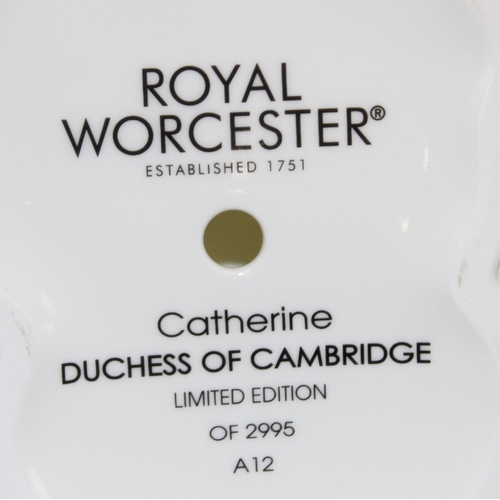 ROYAL
WORCESTER®
ESTABLISHED 1751
Catherine
DUCHESS OF CAMBRIDGE
LIMITED EDITION
OF 2995
A12